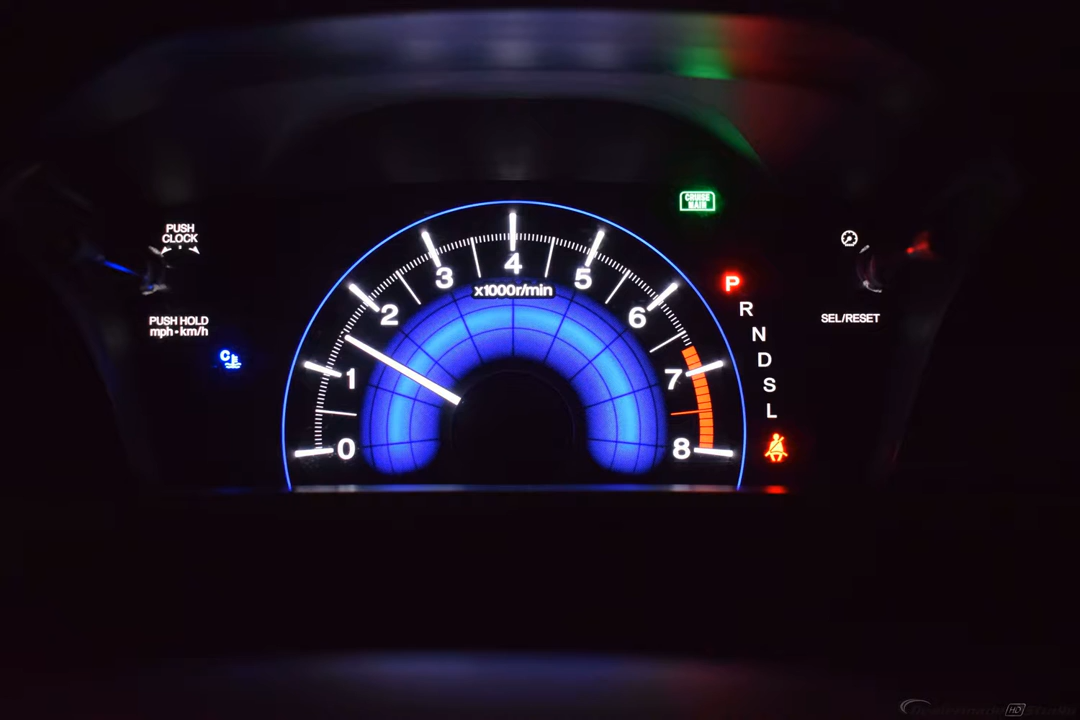 CRUISE
MAIN
PUSH
CLOCK
PUSH HOLD
mph•km/h
C
0
1
2
3
4
5
6
7
8
x1000r/min
P
R
N
D
S
L
SEL/RESET
HD